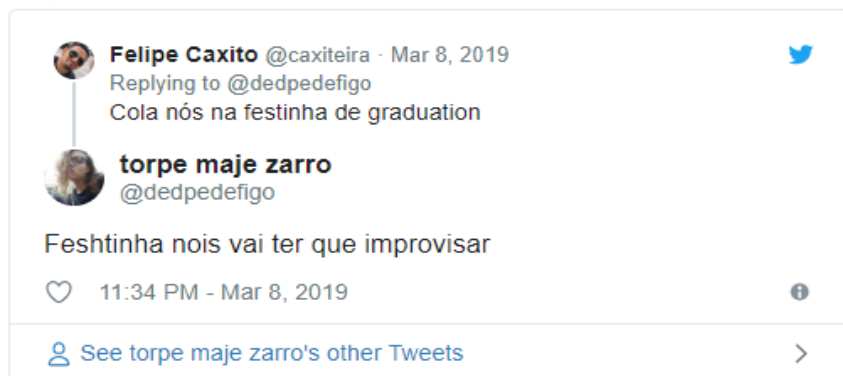 Felipe Caxito @caxiteira · Mar 8, 2019
Replying to @dedpedefigo
Cola nós na festinha de graduation
torpe maje zarro
@dedpedefigo
Feshtinha nois vai ter que improvisar
11:34 PM - Mar 8, 2019
See torpe maje zarro's other Tweets